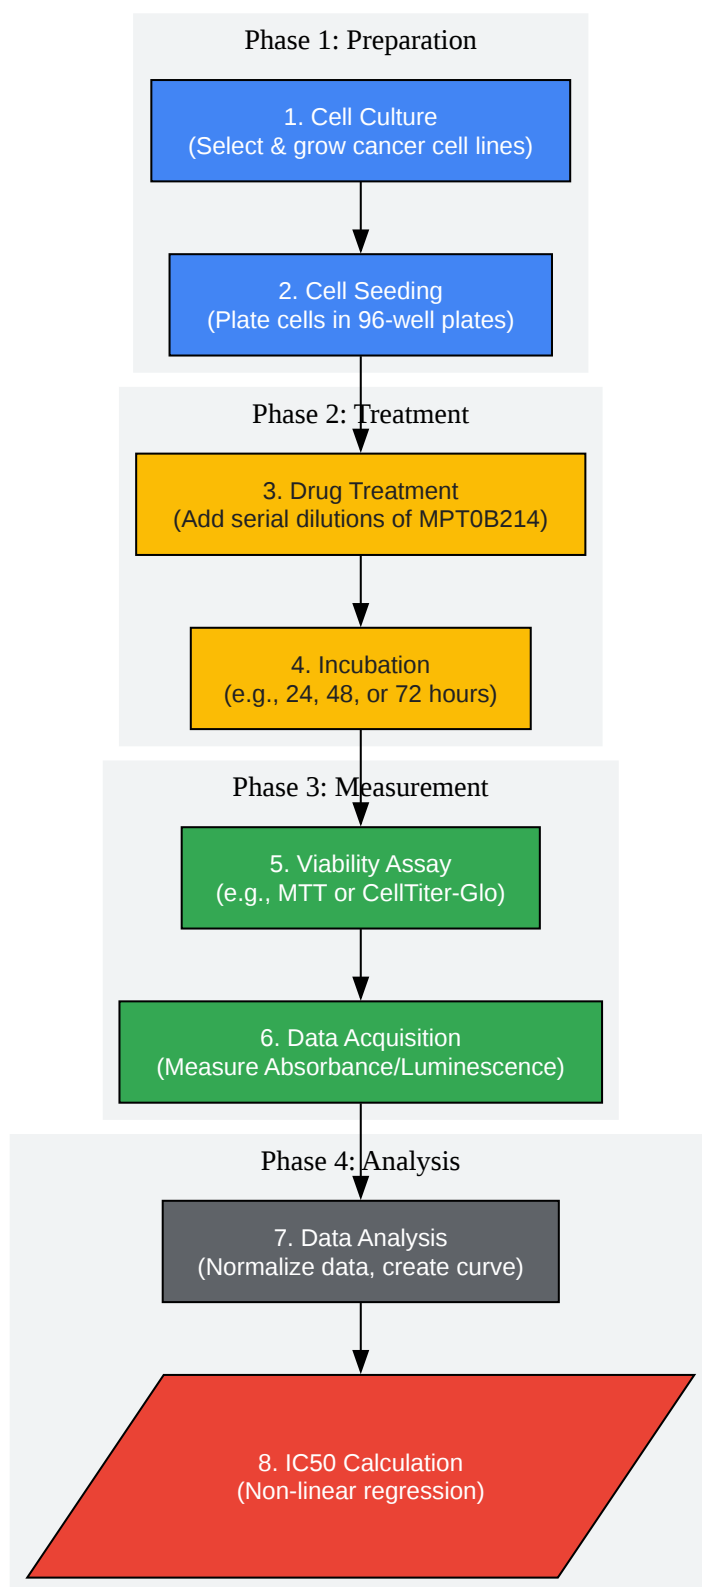 Phase 1: Preparation
1. Cell Culture
(Select & grow cancer cell lines)
2. Cell Seeding
(Plate cells in 96-well plates)
Phase 2: Treatment
3. Drug Treatment
(Add serial dilutions of MPT0B214)
4. Incubation
(e.g., 24, 48, or 72 hours)
Phase 3: Measurement
5. Viability Assay
(e.g., MTT or CellTiter-Glo)
6. Data Acquisition
(Measure Absorbance/Luminescence)
Phase 4: Analysis
7. Data Analysis
(Normalize data, create curve)
8. IC50 Calculation
(Non-linear regression)